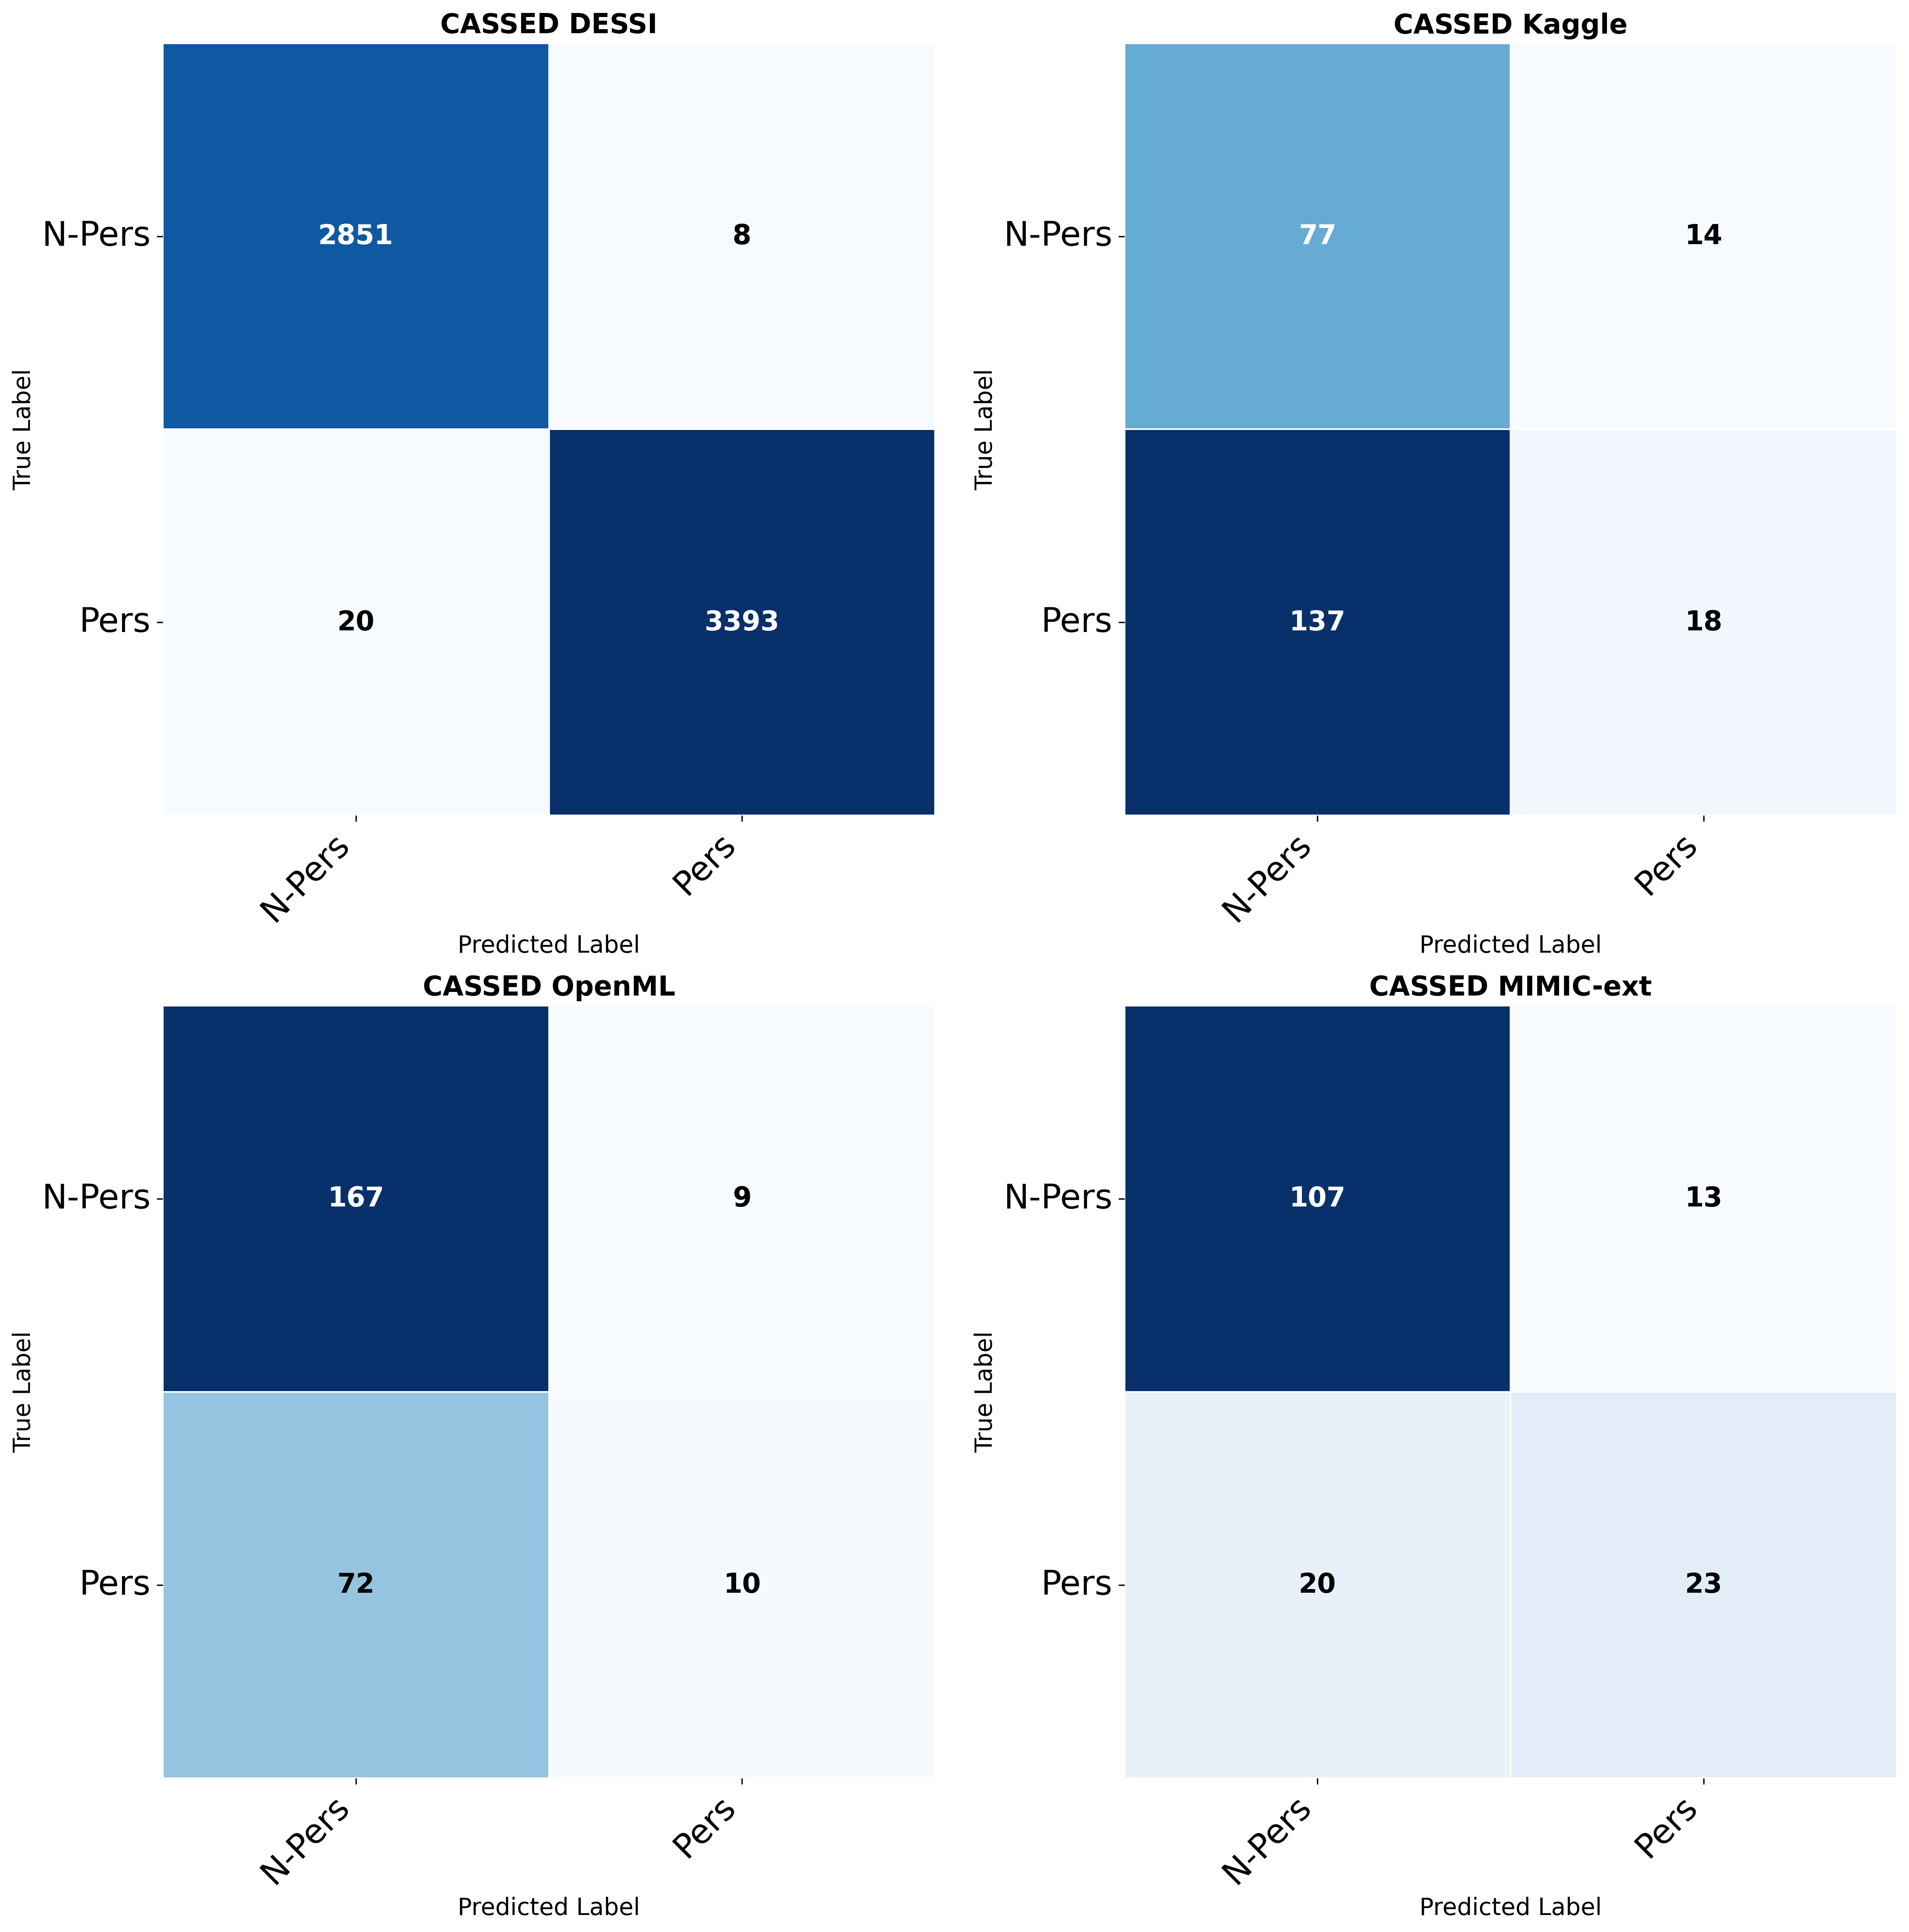 CASSED DESSI
True Label
N-Pers
2851
8
Pers
20
3393
N-Pers
Pers
Predicted Label
CASSED Kaggle
True Label
N-Pers
77
14
Pers
137
18
N-Pers
Pers
Predicted Label
CASSED OpenML
True Label
N-Pers
167
9
Pers
72
10
N-Pers
Pers
Predicted Label
CASSED MIMIC-ext
True Label
N-Pers
107
13
Pers
20
23
N-Pers
Pers
Predicted Label